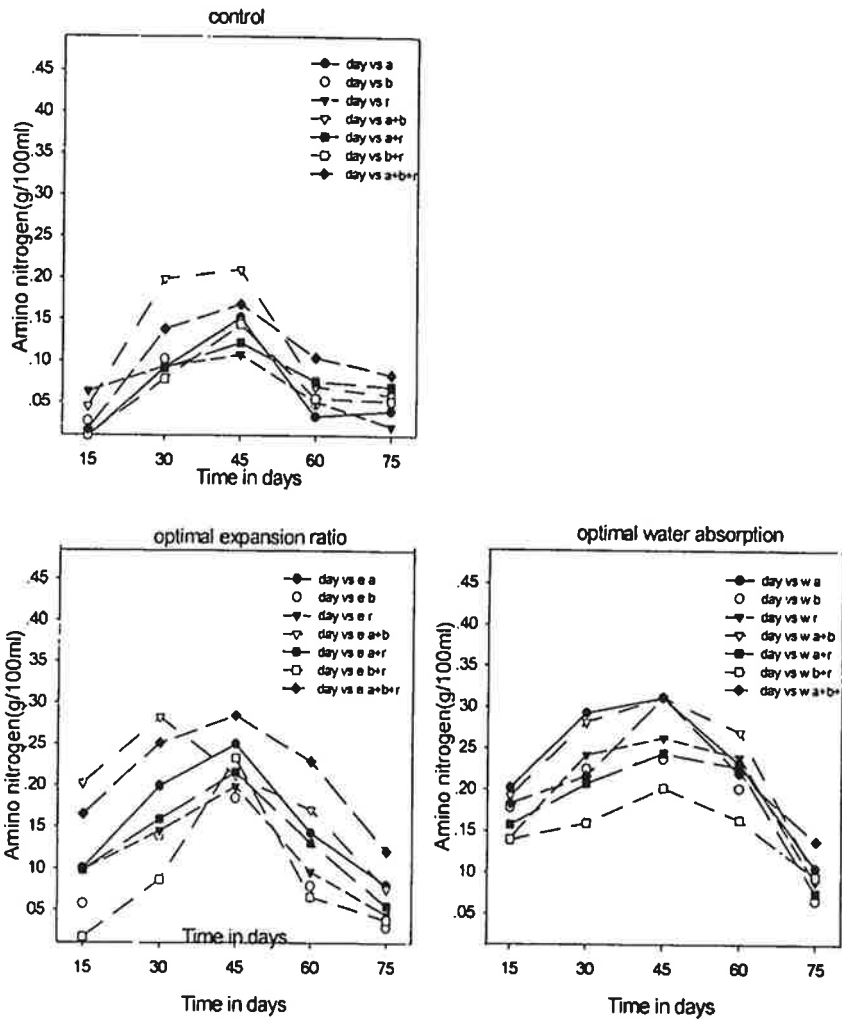 control
.45
.40
.35
.30
.25
.20
.15
.10
.05
Amino nitrogen(g/100ml)
day vs a
day vs b
day vs r
day vs a+b
day vs a+r
day vs b+r
day vs a+b+r
15 30 45 60 75
Time in days
optimal expansion ratio
.45
.40
35
.30
.25
.20
15
10
05
Amino nitrogen(g/100ml)
day vs e a
day vs e b
day vs e r
day vs e a+b
day vs e a+r
day vs e b+r
day vs e a+b+r
Time in days
15 30 45 60 75
Time in days
optimal water absorption
.45
.40
.35
.30
.25
.20
.15
.10
.05
Amino nitrogen(g/100ml)
day vs w a
day vs w b
day vs w r
day vs w a+b
day vs w a+r
day vs w b+r
day vs w a+b+
15 30 45 60 75
Time in days